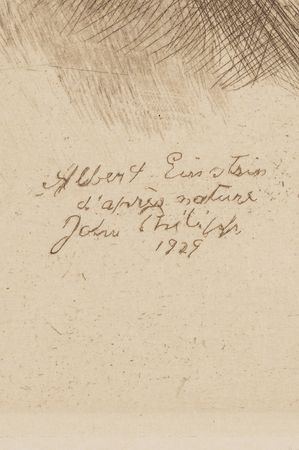 Albert Einstein
d'après nature
John Philipp
1929